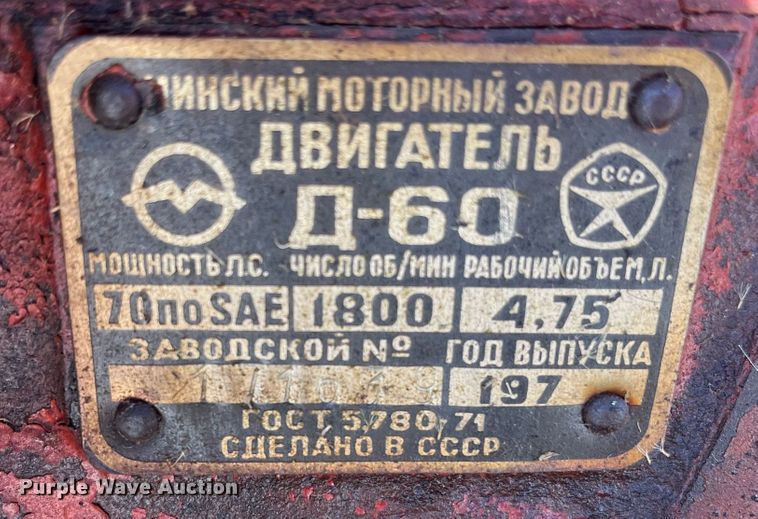 МИНСКИЙ МОТОРНЫЙ ЗАВОД
ДВИГАТЕЛЬ
Д-60
СССР
МОЩНОСТЬ Л.С. ЧИСЛО ОБ/МИН РАБОЧИЙ ОБЪЕМ, Л.
70 по SAE 1800 4,75
ЗАВОДСКОЙ № ГОД ВЫПУСКА
197
ГОСТ 5780,71
СДЕЛАНО В СССР
Purple Wave Auction